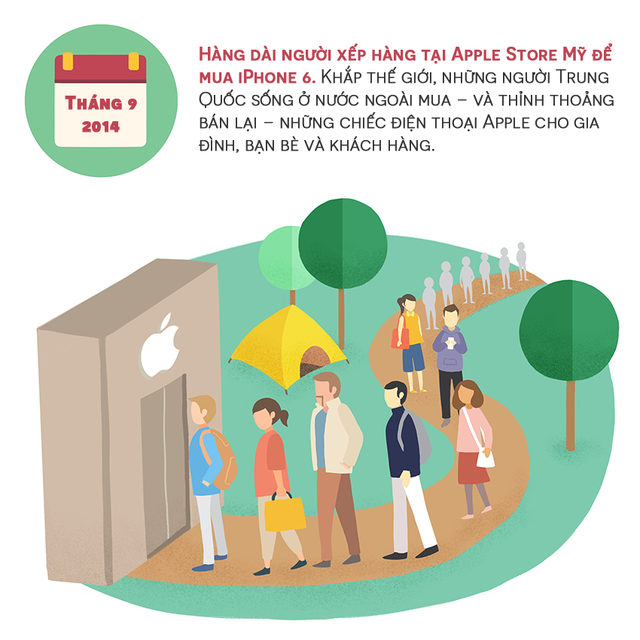 Tháng 9
2014
Hàng dài người xếp hàng tại Apple Store Mỹ để
mua iPhone 6. Khắp thế giới, những người Trung
Quốc sống ở nước ngoài mua – và thỉnh thoảng
bán lại – những chiếc điện thoại Apple cho gia
đình, bạn bè và khách hàng.